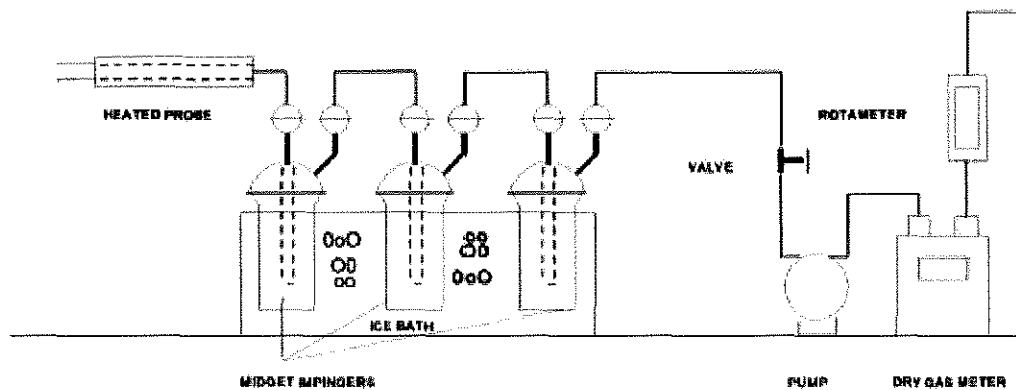 HEATED PROBE
ROTAMETER
VALVE
ICE BATH
MIDGET IMPINGERS
PUMP
DRY GAS METER